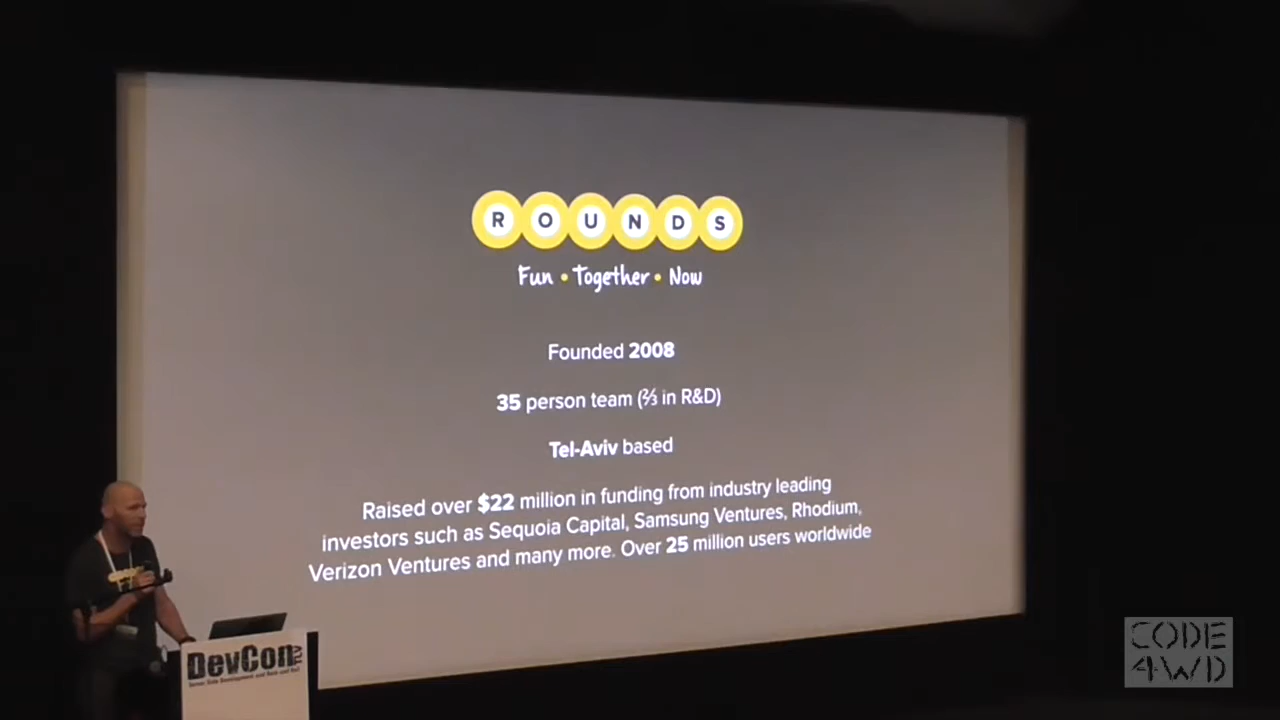 ROUNDS
Fun • Together • Now
Founded 2008
35 person team (⅔ in R&D)
Tel-Aviv based
Raised over $22 million in funding from industry leading
investors such as Sequoia Capital, Samsung Ventures, Rhodium,
Verizon Ventures and many more. Over 25 million users worldwide
DevCon TLV
CODE
4WD